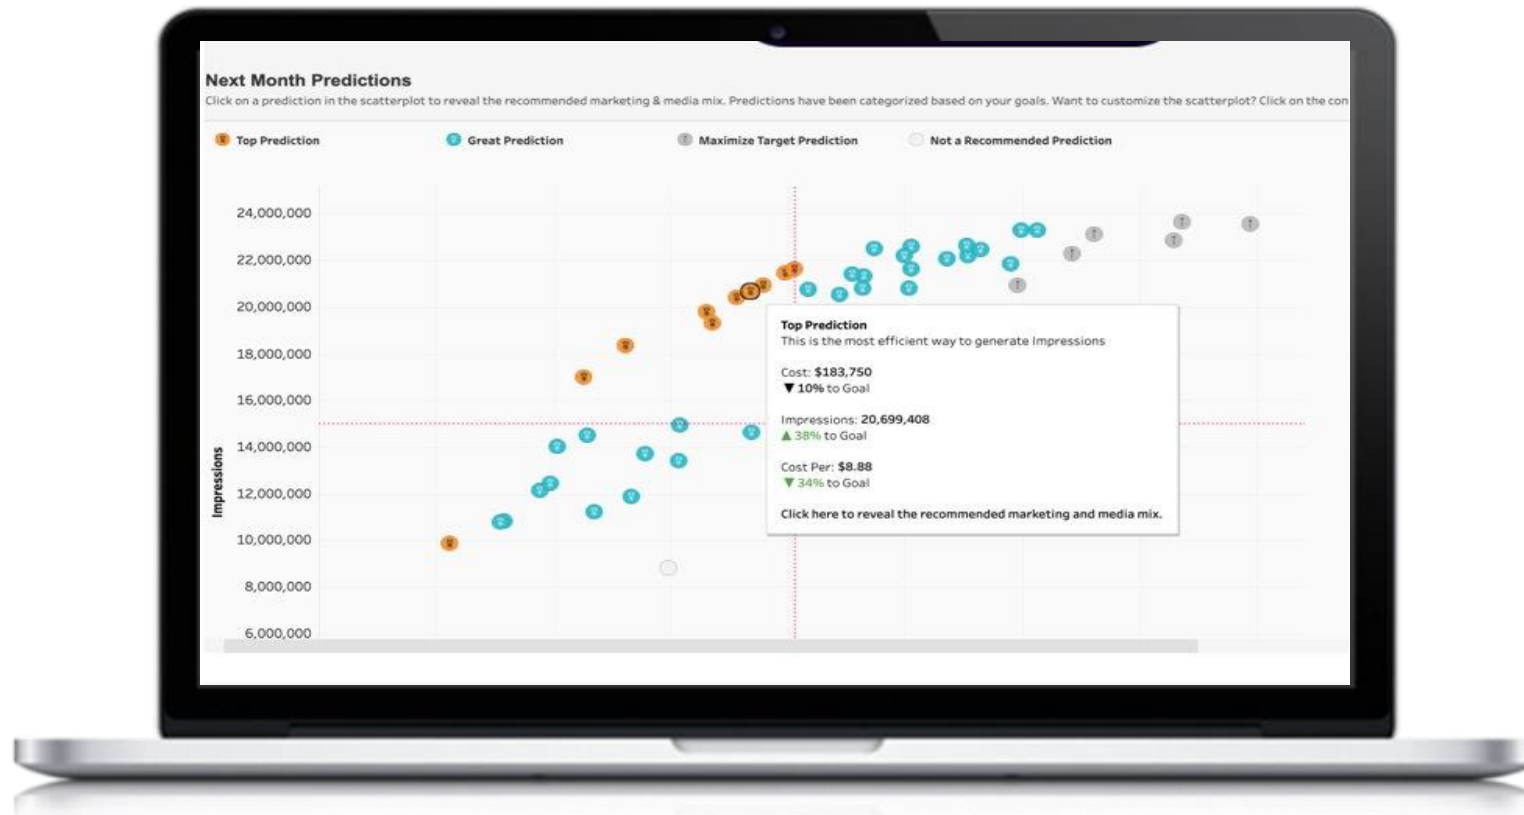 Next Month Predictions
Click on a prediction in the scatterplot to reveal the recommended marketing & media mix. Predictions have been categorized based on your goals. Want to customize the scatterplot? Click on the con
Top Prediction
Great Prediction
Maximize Target Prediction
Not a Recommended Prediction
24,000,000
22,000,000
20,000,000
18,000,000
16,000,000
14,000,000
12,000,000
10,000,000
8,000,000
6,000,000
Impressions
Top Prediction
This is the most efficient way to generate Impressions
Cost: $183,750
▼ 10% to Goal
Impressions: 20,699,408
▲ 38% to Goal
Cost Per: $8.88
▼ 34% to Goal
Click here to reveal the recommended marketing and media mix.